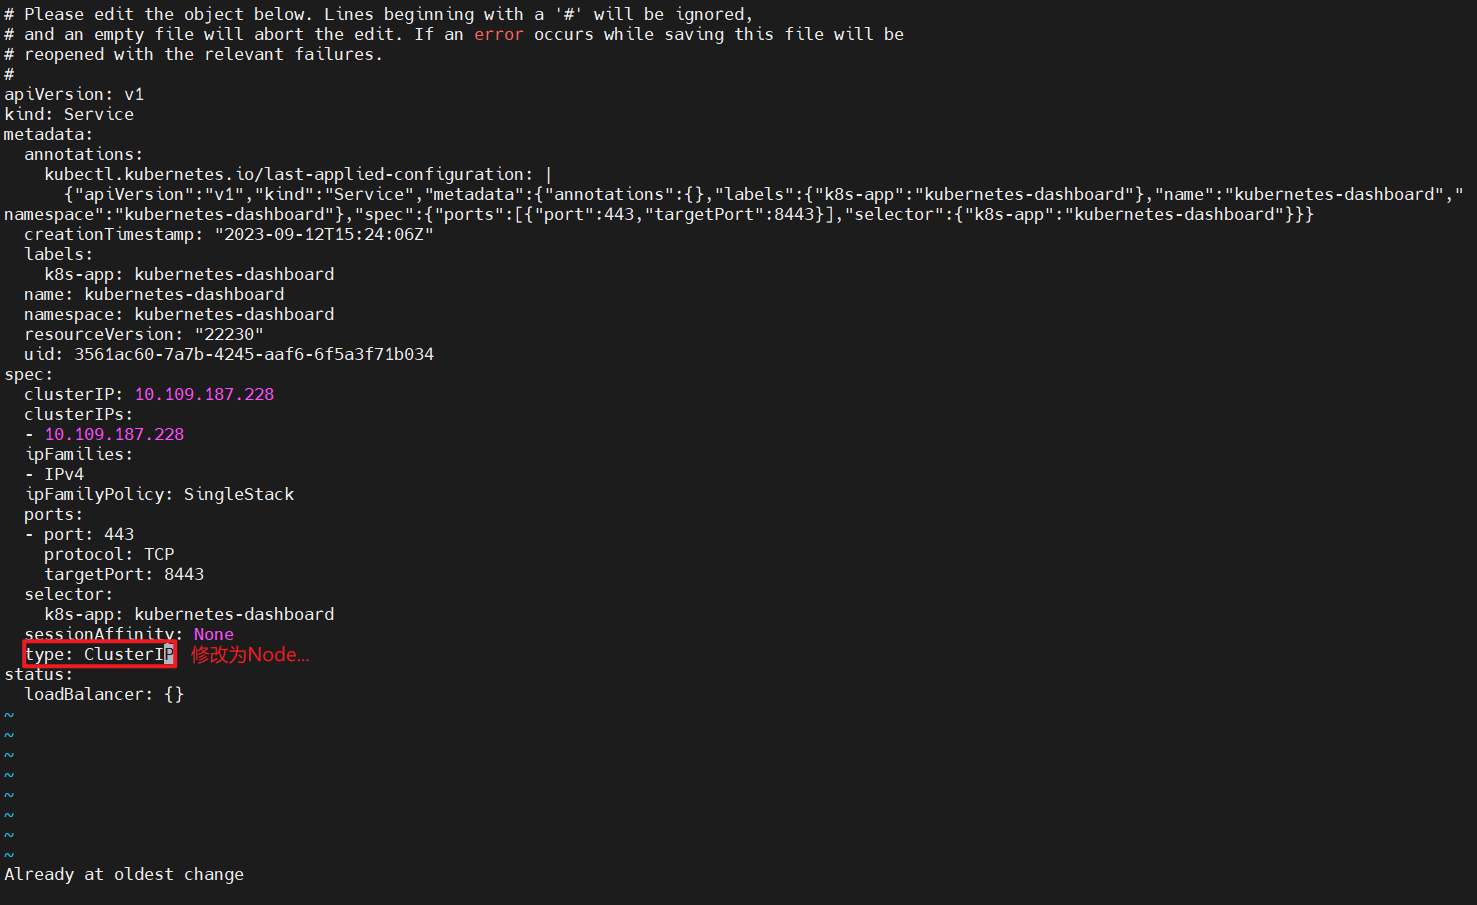 # Please edit the object below. Lines beginning with a '#' will be ignored,
# and an empty file will abort the edit. If an error occurs while saving this file will be
# reopened with the relevant failures.
#
apiVersion: v1
kind: Service
metadata:
  annotations:
    kubectl.kubernetes.io/last-applied-configuration: |
      {"apiVersion":"v1","kind":"Service","metadata":{"annotations":{},"labels":{"k8s-app":"kubernetes-dashboard"},"name":"kubernetes-dashboard","
namespace":"kubernetes-dashboard"},"spec":{"ports":[{"port":443,"targetPort":8443}],"selector":{"k8s-app":"kubernetes-dashboard"}}}
  creationTimestamp: "2023-09-12T15:24:06Z"
  labels:
    k8s-app: kubernetes-dashboard
  name: kubernetes-dashboard
  namespace: kubernetes-dashboard
  resourceVersion: "22230"
  uid: 3561ac60-7a7b-4245-aaf6-6f5a3f71b034
spec:
  clusterIP: 10.109.187.228
  clusterIPs:
  - 10.109.187.228
  ipFamilies:
  - IPv4
  ipFamilyPolicy: SingleStack
  ports:
  - port: 443
    protocol: TCP
    targetPort: 8443
  selector:
    k8s-app: kubernetes-dashboard
  sessionAffinity: None
  type: ClusterIP 修改为Node...
status:
  loadBalancer: {}
~
~
~
~
~
~
~
~
Already at oldest change